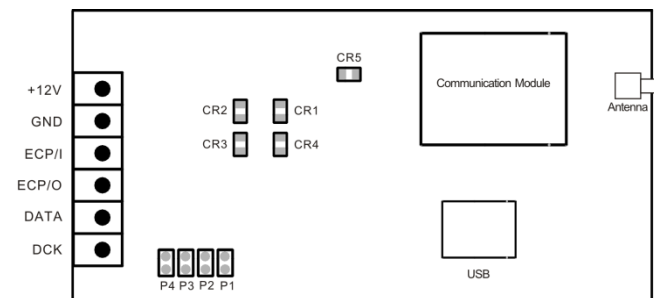 CR5
Communication Module
+12V
Antenna
CR2 CR1
GND
CR3 CR4
ECP/I
ECP/O
DATA
DCK
USB
P4 P3 P2 P1